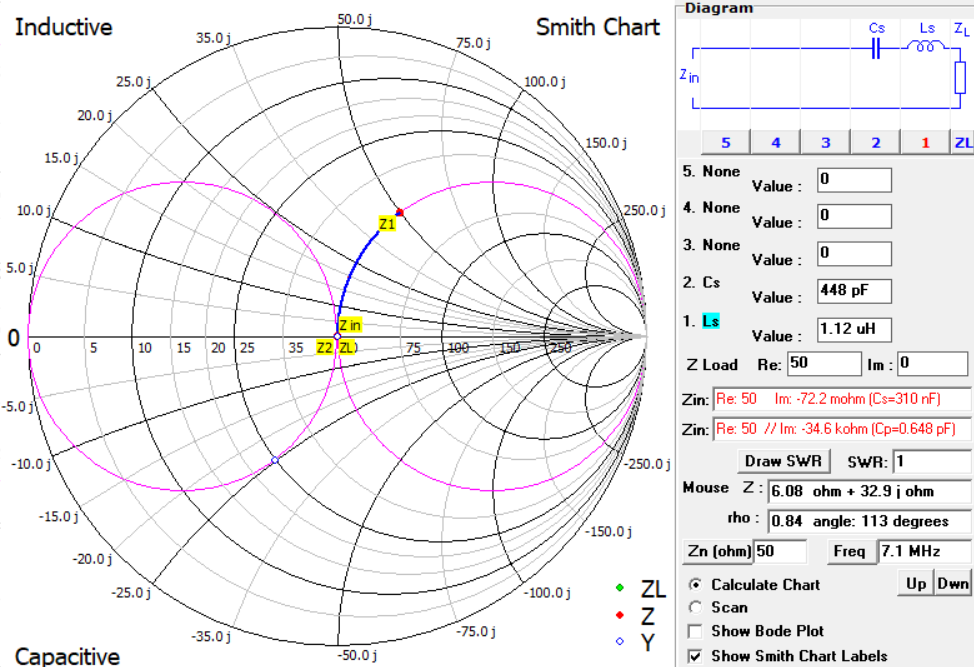 Inductive
Smith Chart
50.0 j
35.0 j
75.0 j
25.0 j
100.0 j
20.0 j
150.0 j
15.0 j
10.0 j
250.0 j
Z1
5.0 j
Z in
0
0 5 10 15 20 25 35 Z2 ZL 75 100 150 250
-5.0 j
-10.0 j
-250.0 j
-15.0 j
-150.0 j
-20.0 j
-25.0 j
-100.0 j
-35.0 j
-75.0 j
-50.0 j
Capacitive
ZL
Z
Y
Diagram
Cs Ls ZL
Z in
5 4 3 2 1 ZL
5. None Value : 0
4. None Value : 0
3. None Value : 0
2. Cs Value : 448 pF
1. Ls Value : 1.12 uH
Z Load Re: 50 Im : 0
Zin: Re: 50 Im: -72.2 mohm (Cs=310 nF)
Zin: Re: 50 // Im: -34.6 kohm (Cp=0.648 pF)
Draw SWR SWR: 1
Mouse Z : 6.08 ohm + 32.9 j ohm
rho : 0.84 angle: 113 degrees
Zn (ohm) 50 Freq 7.1 MHz
Calculate Chart Up Dwn
Scan
Show Bode Plot
Show Smith Chart Labels